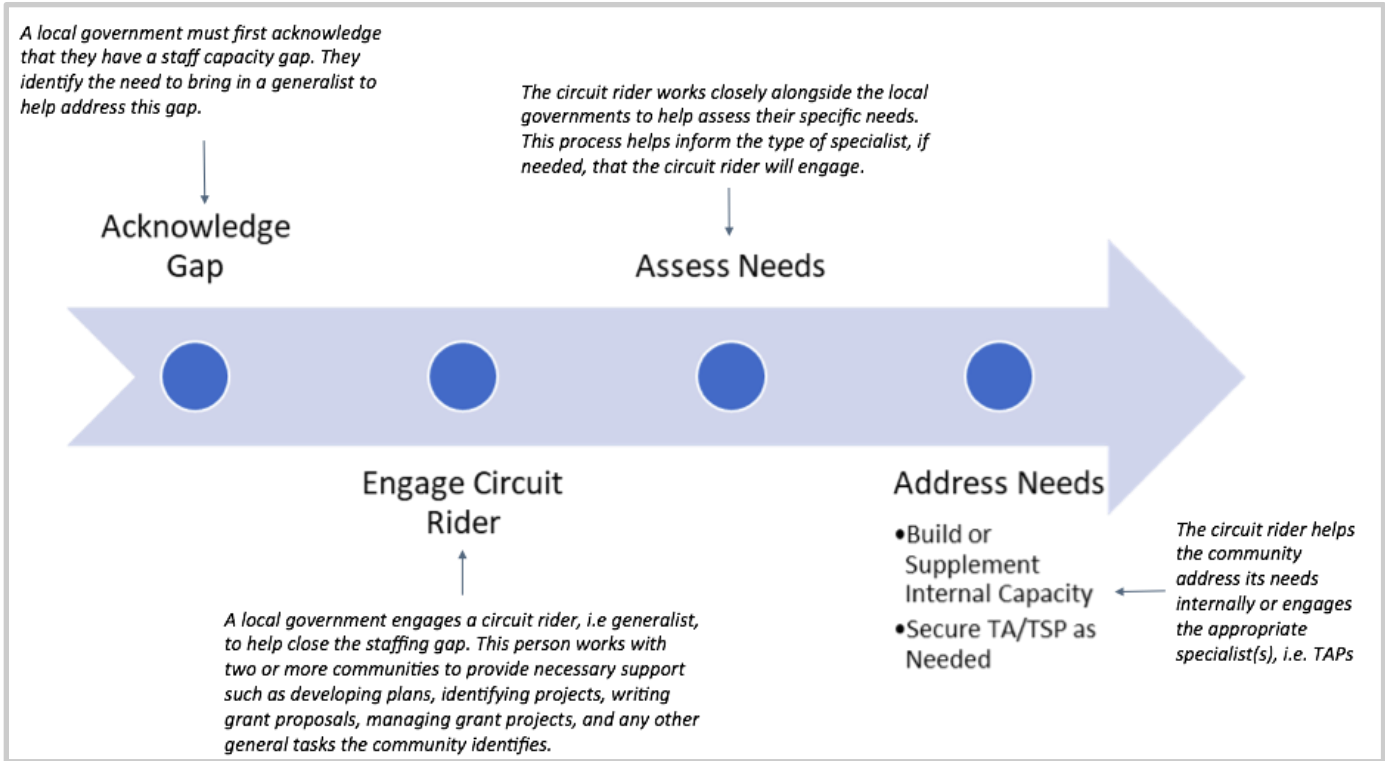 A local government must first acknowledge
that they have a staff capacity gap. They
identify the need to bring in a generalist to
help address this gap.
Acknowledge
Gap
Engage Circuit
Rider
A local government engages a circuit rider, i.e generalist,
to help close the staffing gap. This person works with
two or more communities to provide necessary support
such as developing plans, identifying projects, writing
grant proposals, managing grant projects, and any other
general tasks the community identifies.
The circuit rider works closely alongside the local
governments to help assess their specific needs.
This process helps inform the type of specialist, if
needed, that the circuit rider will engage.
Assess Needs
Address Needs
•Build or
Supplement
Internal Capacity
•Secure TA/TSP as
Needed
The circuit rider helps
the community
address its needs
internally or engages
the appropriate
specialist(s), i.e. TAPs